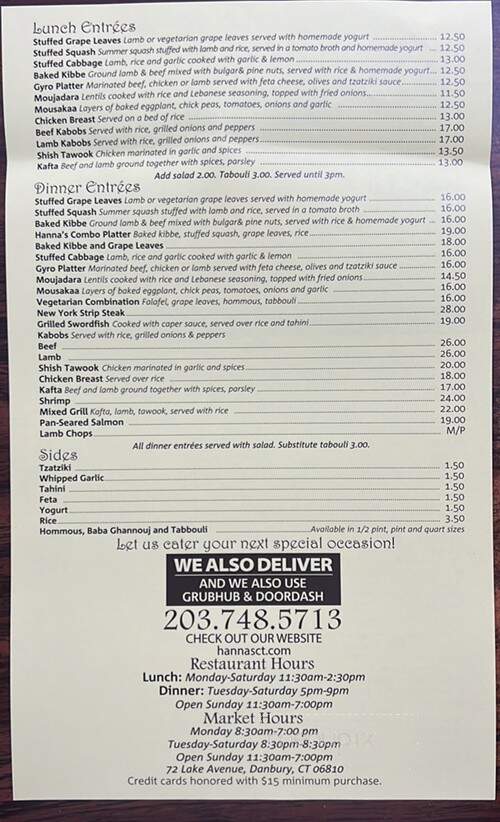 Lunch Entrées
Stuffed Grape Leaves Lamb or vegetarian grape leaves served with homemade yogurt 12.50
Stuffed Squash Summer squash stuffed with lamb and rice, served in a tomato broth and homemade yogurt 12.50
Stuffed Cabbage Lamb, rice and garlic cooked with garlic & lemon 13.00
Baked Kibbe Ground lamb & beef mixed with bulgar& pine nuts, served with rice & homemade yogurt... 12.50
Gyro Platter Marinated beef, chicken or lamb served with feta cheese, olives and tzatziki sauce 12.50
Moujadara Lentils cooked with rice and Lebanese seasoning, topped with fried onions 11.50
Mousakaa Layers of baked eggplant, chick peas, tomatoes, onions and garlic 12.50
Chicken Breast Served on a bed of rice 13.00
Beef Kabobs Served with rice, grilled onions and peppers 17.00
Lamb Kabobs Served with rice, grilled onions and peppers 17.00
Shish Tawook Chicken marinated in garlic and spices 13.50
Kafta Beef and lamb ground together with spices, parsley 13.00
Add salad 2.00. Tabouli 3.00. Served until 3pm.
Dinner Entrées
Stuffed Grape Leaves Lamb or vegetarian grape leaves served with homemade yogurt 16.00
Stuffed Squash Summer squash stuffed with lamb and rice, served in a tomato broth 16.00
Baked Kibbe Ground lamb & beef mixed with bulgar& pine nuts, served with rice & homemade yogurt ... 16.00
Hanna's Combo Platter Baked kibbe, stuffed squash, grape leaves, rice 19.00
Baked Kibbe and Grape Leaves 18.00
Stuffed Cabbage Lamb, rice and garlic cooked with garlic & lemon 16.00
Gyro Platter Marinated beef, chicken or lamb served with feta cheese, olives and tzatziki sauce 16.00
Moujadara Lentils cooked with rice and Lebanese seasoning, topped with fried onions 14.50
Mousakaa Layers of baked eggplant, chick peas, tomatoes, onions and garlic 16.00
Vegetarian Combination Falafel, grape leaves, hommous, tabbouli 16.00
New York Strip Steak 28.00
Grilled Swordfish Cooked with caper sauce, served over rice and tahini 19.00
Kabobs Served with rice, grilled onions & peppers
Beef 26.00
Lamb 26.00
Shish Tawook Chicken marinated in garlic and spices 20.00
Chicken Breast Served over rice 18.00
Kafta Beef and lamb ground together with spices, parsley 17.00
Shrimp 24.00
Mixed Grill Kafta, lamb, tawook, served with rice 22.00
Pan-Seared Salmon 19.00
Lamb Chops M/P
All dinner entrées served with salad. Substitute tabouli 3.00.
Sides
Tzatziki 1.50
Whipped Garlic 1.50
Tahini 1.50
Feta 1.50
Yogurt 1.50
Rice 3.50
Hommous, Baba Ghannouj and Tabbouli Available in 1/2 pint, pint and quart sizes
Let us cater your next special occasion!
WE ALSO DELIVER
AND WE ALSO USE
GRUBHUB & DOORDASH
203.748.5713
CHECK OUT OUR WEBSITE
hannasct.com
Restaurant Hours
Lunch: Monday-Saturday 11:30am-2:30pm
Dinner: Tuesday-Saturday 5pm-9pm
Open Sunday 11:30am-7:00pm
Market Hours
Monday 8:30am-7:00 pm
Tuesday-Saturday 8:30pm-8:30pm
Open Sunday 11:30am-7:00pm
72 Lake Avenue, Danbury, CT 06810
Credit cards honored with $15 minimum purchase.